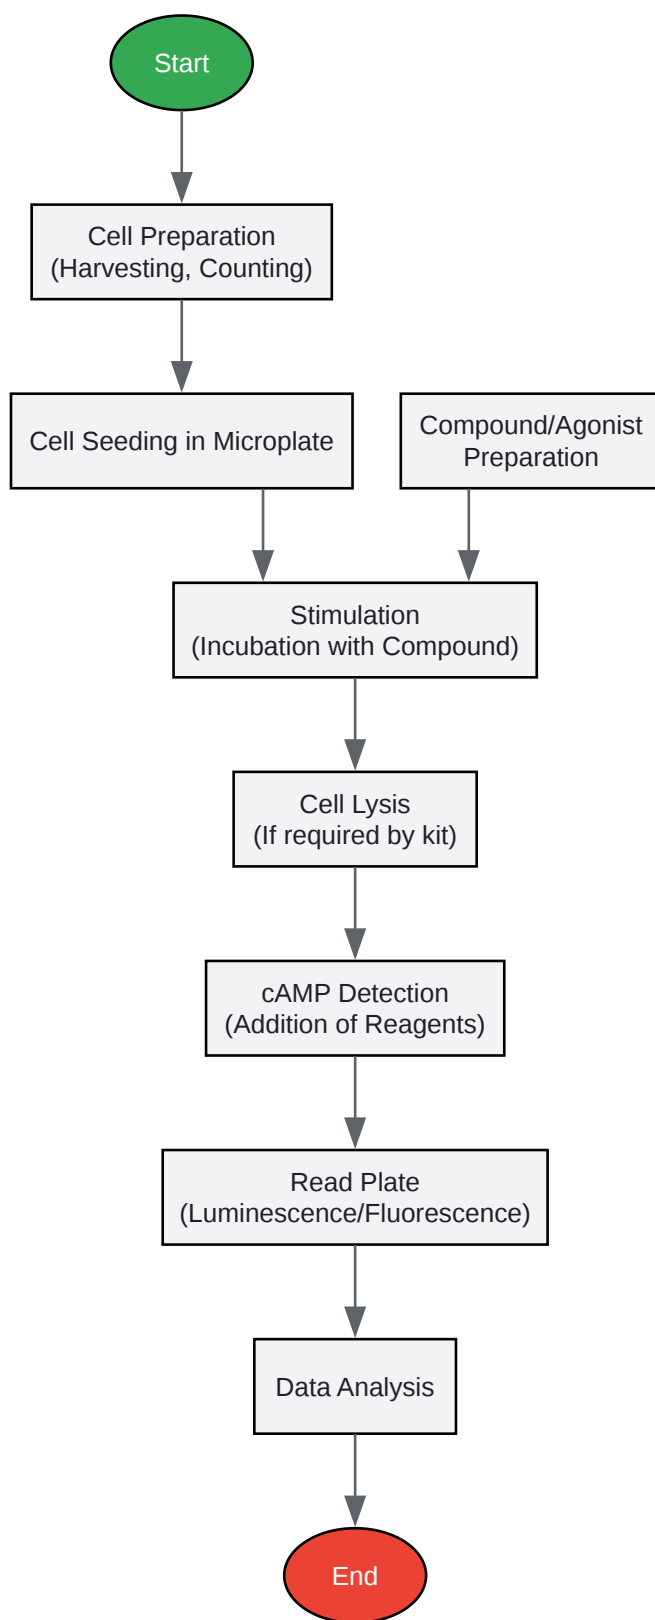 Start
Cell Preparation
(Harvesting, Counting)
Cell Seeding in Microplate
Compound/Agonist
Preparation
Stimulation
(Incubation with Compound)
Cell Lysis
(If required by kit)
cAMP Detection
(Addition of Reagents)
Read Plate
(Luminescence/Fluorescence)
Data Analysis
End